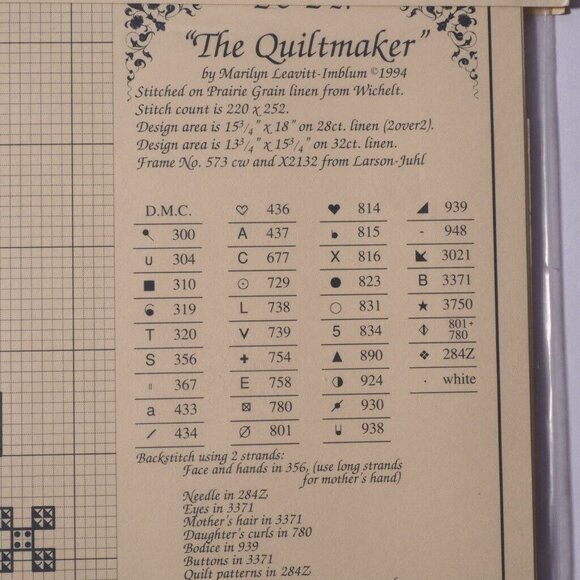 "The Quiltmaker"
by Marilyn Leavitt-Imblum ©1994
Stitched on Prairie Grain linen from Wichelt.
Stitch count is 220 x 252.
Design area is 15 3/4" x 18" on 28ct. linen (2over2).
Design area is 13 3/4" x 15 3/4" on 32ct. linen.
Frame No. 573 cw and X2132 from Larson-Juhl
D.M.C.
300
u 304
310
319
T 320
S 356
367
a 433
/ 434
♡ 436
A 437
C 677
⊙ 729
L 738
V 739
+ 754
E 758
⊠ 780
Ø 801
♥ 814
815
X 816
● 823
○ 831
5 834
▲ 890
◑ 924
930
938
◢ 939
- 948
3021
B 3371
★ 3750
801+
780
❖ 284Z
· white
Backstitch using 2 strands:
Face and hands in 356, (use long strands
for mother's hand)
Needle in 284Z
Eyes in 3371
Mother's hair in 3371
Daughter's curls in 780
Bodice in 939
Buttons in 3371
Quilt patterns in 284Z